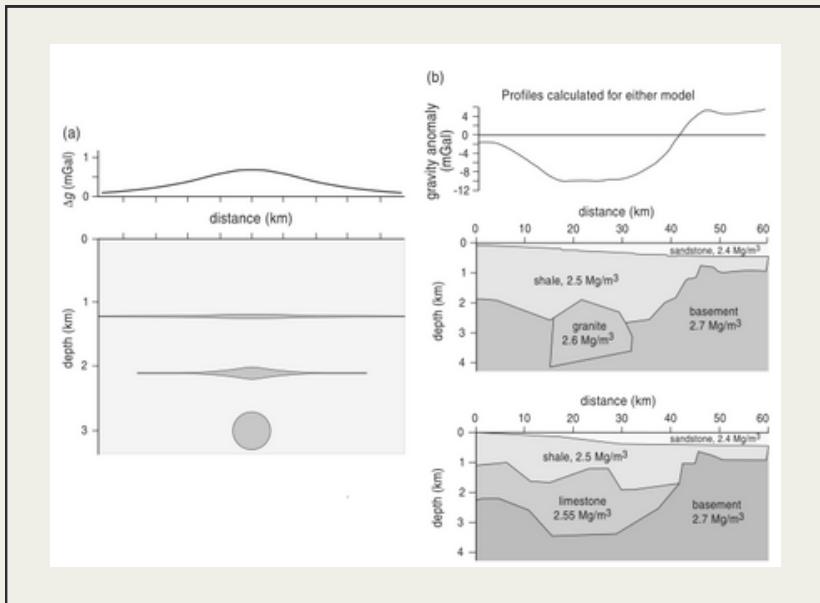 (a)
Δg (mGal)
1
0
distance (km)
0
1
2
3
depth (km)
(b)
Profiles calculated for either model
gravity anomaly
(mGal)
4
0
-4
-8
-12
distance (km)
0 10 20 30 40 50 60
0
1
2
3
4
depth (km)
sandstone, 2.4 Mg/m³
shale, 2.5 Mg/m³
granite
2.6 Mg/m³
basement
2.7 Mg/m³
distance (km)
0 10 20 30 40 50 60
0
1
2
3
4
depth (km)
sandstone, 2.4 Mg/m³
shale, 2.5 Mg/m³
limestone
2.55 Mg/m³
basement
2.7 Mg/m³